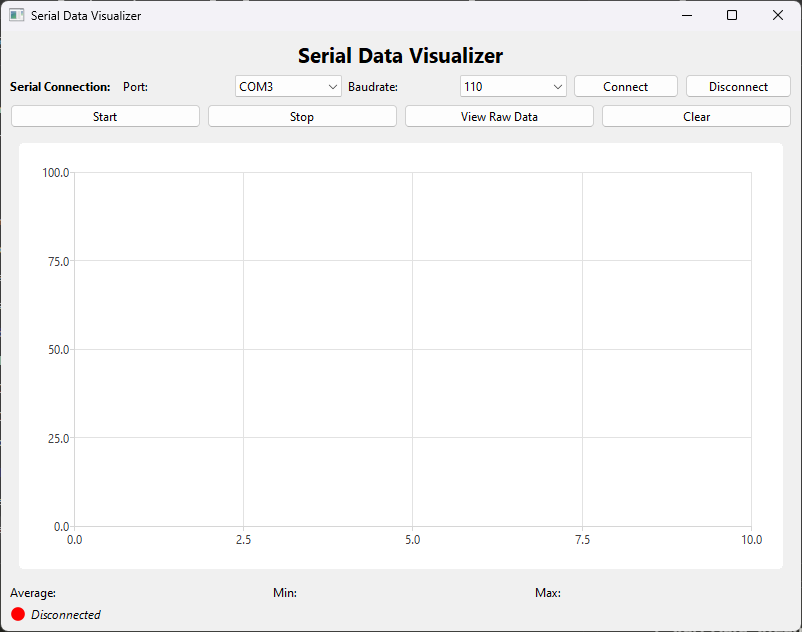 Serial Data Visualizer
Serial Data Visualizer
Serial Connection: Port: COM3 Baudrate: 110 Connect Disconnect
Start Stop View Raw Data Clear
100.0
75.0
50.0
25.0
0.0
0.0 2.5 5.0 7.5 10.0
Average: Min: Max:
Disconnected